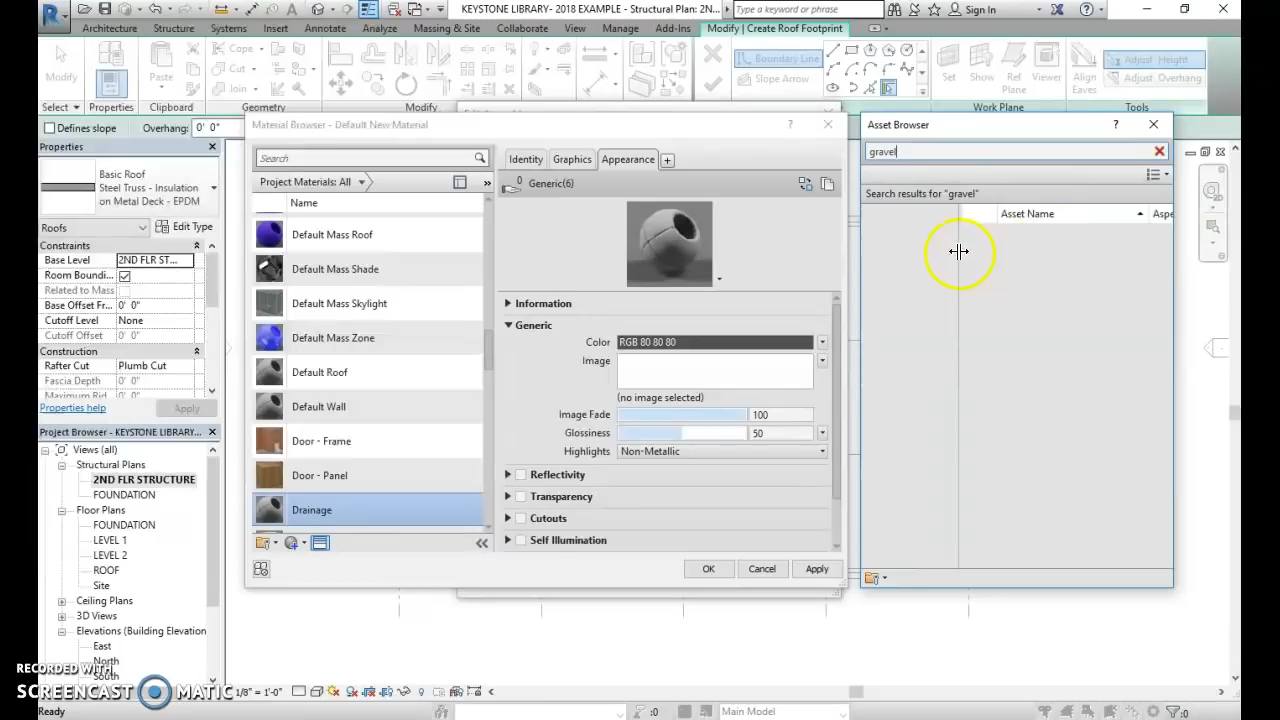 KEYSTONE LIBRARY- 2018 EXAMPLE - Structural Plan: 2N...
Type a keyword or phrase
Sign In
Architecture Structure Systems Insert Annotate Analyze Massing & Site Collaborate View Manage Add-Ins Modify | Create Roof Footprint
Modify
Properties
Paste
Cope
Cut
Join
Boundary Line
Slope Arrow
Set
Show
Ref
Plane
Viewer
Align
Eaves
Adjust Height
Adjust Overhang
Select
Properties
Clipboard
Geometry
Modify
Work Plane
Tools
Defines slope
Overhang: 0' 0"
Properties
Basic Roof
Steel Truss - Insulation
on Metal Deck - EPDM
Roofs
Edit Type
Constraints
Base Level 2ND FLR ST...
Room Boundi...
Related to Mass
Base Offset Fr... 0' 0"
Cutoff Level None
Cutoff Offset 0' 0"
Construction
Rafter Cut Plumb Cut
Fascia Depth
Maximum Rid
Properties help
Apply
Project Browser - KEYSTONE LIBRARY...
Views (all)
Structural Plans
2ND FLR STRUCTURE
FOUNDATION
Floor Plans
FOUNDATION
LEVEL 1
LEVEL 2
ROOF
Site
Ceiling Plans
3D Views
Elevations (Building Elevation
East
North
South
RECORDED WITH
SCREENCAST MATIC
Material Browser - Default New Material
?
Search
Project Materials: All
»
Name
Default Mass Roof
Default Mass Shade
Default Mass Skylight
Default Mass Zone
Default Roof
Default Wall
Door - Frame
Door - Panel
Drainage
Identity
Graphics
Appearance
0
Generic(6)
Information
Generic
Color RGB 80 80 80
Image
(no image selected)
Image Fade 100
Glossiness 50
Highlights Non-Metallic
Reflectivity
Transparency
Cutouts
Self Illumination
OK
Cancel
Apply
Asset Browser
?
gravel
Search results for "gravel"
Asset Name
Aspe
1/8" = 1'-0"
Ready
:0
Main Model
:0